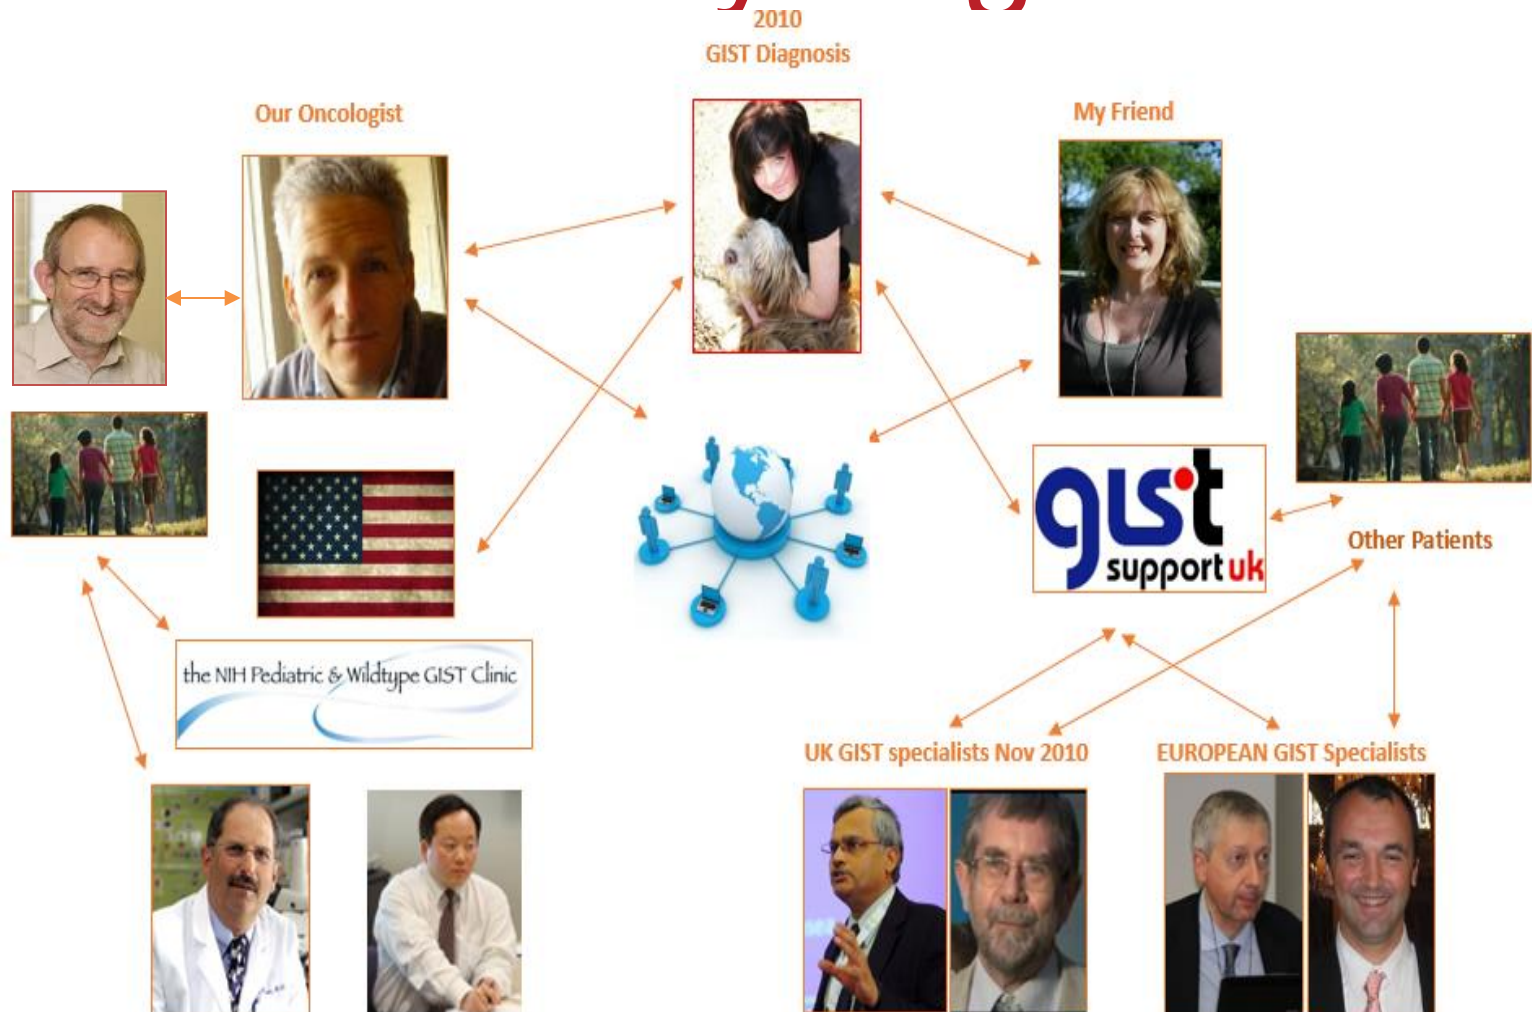 2010
GIST Diagnosis
Our Oncologist
My Friend
gist
support uk
Other Patients
the NIH Pediatric & Wildtype GIST Clinic
UK GIST specialists Nov 2010
EUROPEAN GIST Specialists